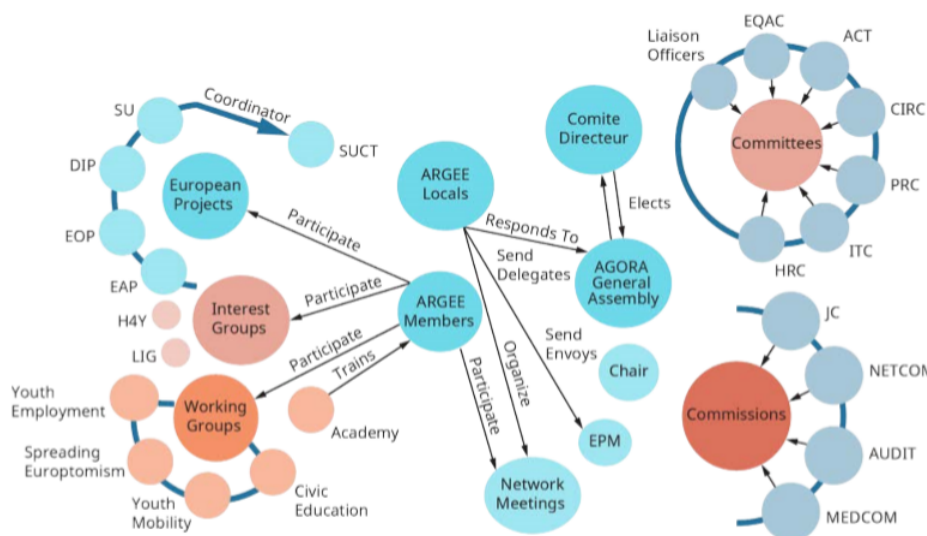 SU
Coordinator
SUCT
DIP
European
Projects
EOP
EAP
H4Y
LIG
Interest
Groups
Participate
Participate
Participate
Trains
Youth
Employment
Working
Groups
Academy
Spreading
Europtomism
Youth
Mobility
Civic
Education
ARGEE
Locals
ARGEE
Members
Comite
Directeur
Elects
Responds To
Send
Delegates
AGORA
General
Assembly
Send
Envoys
Organize
Participate
Chair
EPM
Network
Meetings
Liaison
Officers
EQAC
ACT
CIRC
Committees
PRC
ITC
HRC
JC
NETCOM
Commissions
AUDIT
MEDCOM